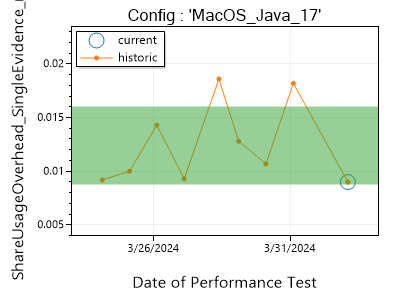 Config : 'MacOS_Java_17'
current
historic
ShareUsageOverhead_SingleEvidence_
0.02
0.015
0.01
0.005
3/26/2024
3/31/2024
Date of Performance Test